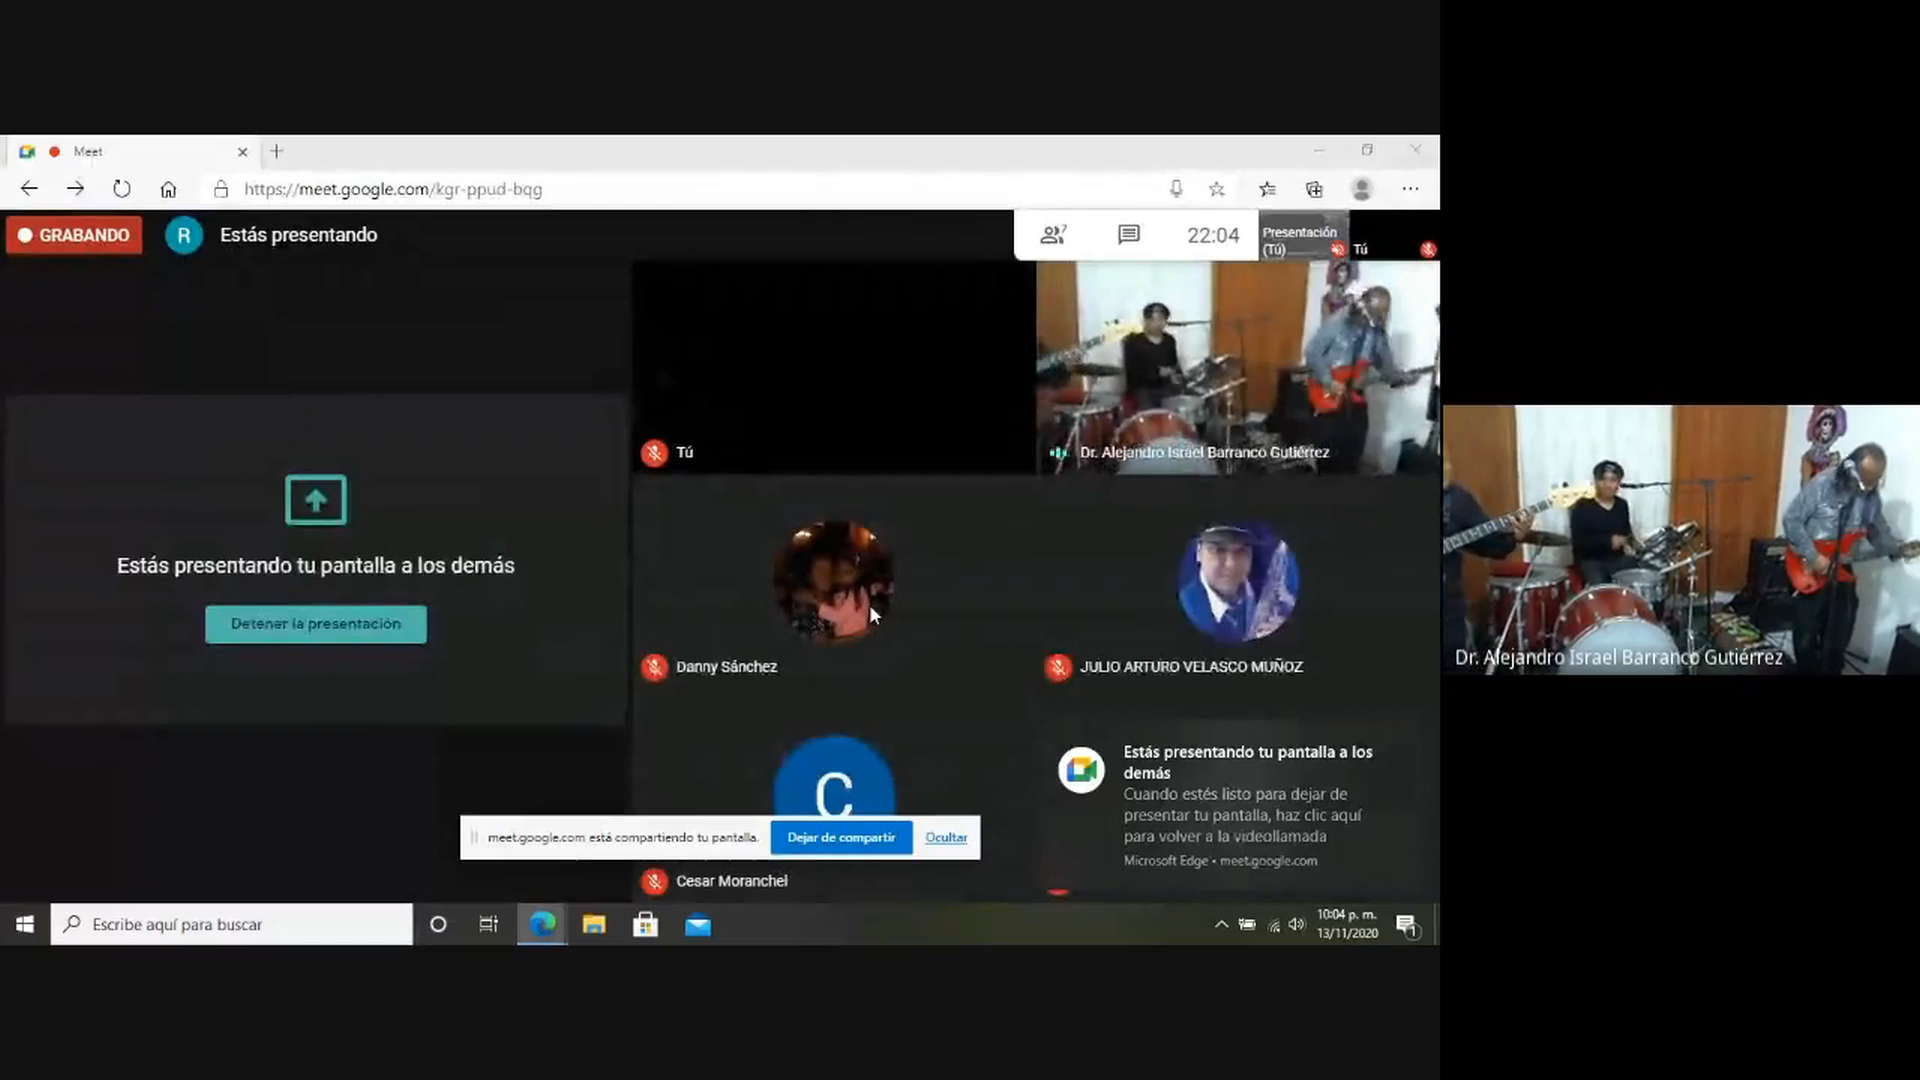 Meet
https://meet.google.com/kgr-ppud-bqg
GRABANDO
R
Estás presentando
7
22:04
Presentación
(Tú)
Tú
Tú
Dr. Alejandro Israel Barranco Gutiérrez
Estás presentando tu pantalla a los demás
Detener la presentación
Danny Sánchez
JULIO ARTURO VELASCO MUÑOZ
Dr. Alejandro Israel Barranco Gutiérrez
C
Estás presentando tu pantalla a los
demás
Cuando estés listo para dejar de
presentar tu pantalla, haz clic aquí
para volver a la videollamada
Microsoft Edge • meet.google.com
meet.google.com está compartiendo tu pantalla.
Dejar de compartir
Ocultar
Cesar Moranchel
Escribe aquí para buscar
10:04 p. m.
13/11/2020
1